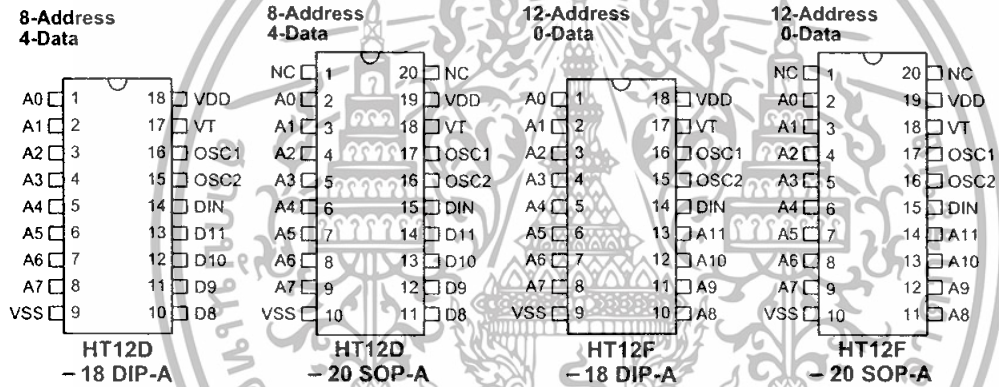 8-Address
4-Data
NC 1 20 NC
A0 1 18 VDD
A1 2 17 VT
A2 3 16 OSC1
A3 4 15 OSC2
A4 5 14 DIN
A5 6 13 D11
A6 7 12 D10
A7 8 11 D9
VSS 9 10 D8
HT12D
– 18 DIP-A
8-Address
4-Data
A0 2 19 VDD
A1 3 18 VT
A2 4 17 OSC1
A3 5 16 OSC2
A4 6 15 DIN
A5 7 14 D11
A6 8 13 D10
A7 9 12 D9
VSS 10 11 D8
HT12D
– 20 SOP-A
12-Address
0-Data
A0 1 18 VDD
A1 2 17 VT
A2 3 16 OSC1
A3 4 15 OSC2
A4 5 14 DIN
A5 6 13 A11
A6 7 12 A10
A7 8 11 A9
VSS 9 10 A8
HT12F
– 18 DIP-A
12-Address
0-Data
NC 1 20 NC
A0 2 19 VDD
A1 3 18 VT
A2 4 17 OSC1
A3 5 16 OSC2
A4 6 15 DIN
A5 7 14 A11
A6 8 13 A10
A7 9 12 A9
VSS 10 11 A8
HT12F
– 20 SOP-A